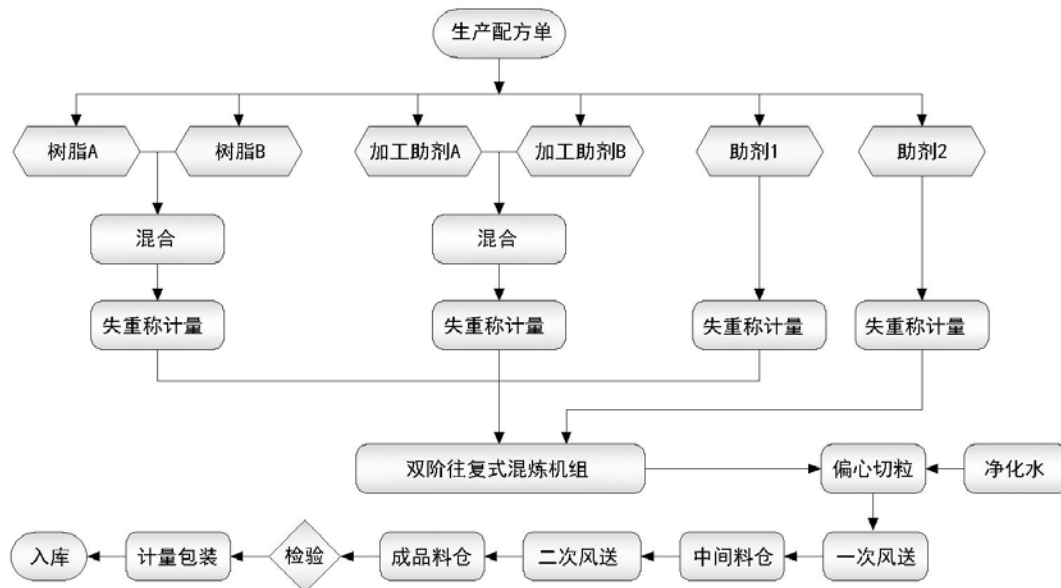 生产配方单
树脂A
树脂B
加工助剂A
加工助剂B
助剂1
助剂2
混合
混合
失重称计量
失重称计量
失重称计量
失重称计量
双阶往复式混炼机组
偏心切粒
净化水
入库
计量包装
检验
成品料仓
二次风送
中间料仓
一次风送